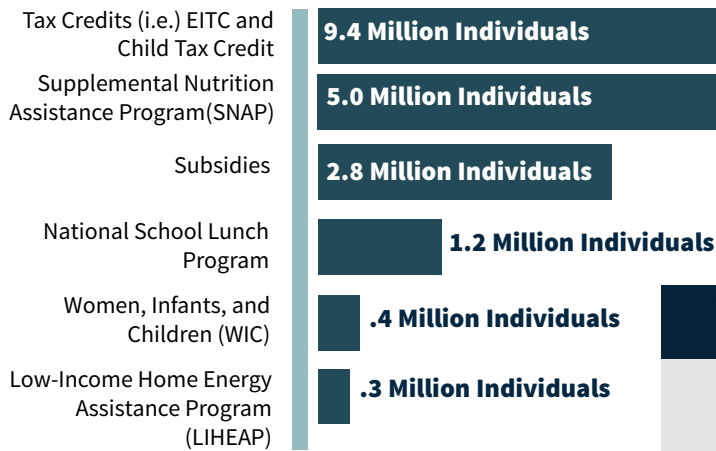 Tax Credits (i.e.) EITC and
Child Tax Credit
9.4 Million Individuals
Supplemental Nutrition
Assistance Program(SNAP)
5.0 Million Individuals
Subsidies
2.8 Million Individuals
National School Lunch
Program
1.2 Million Individuals
Women, Infants, and
Children (WIC)
.4 Million Individuals
Low-Income Home Energy
Assistance Program
(LIHEAP)
.3 Million Individuals